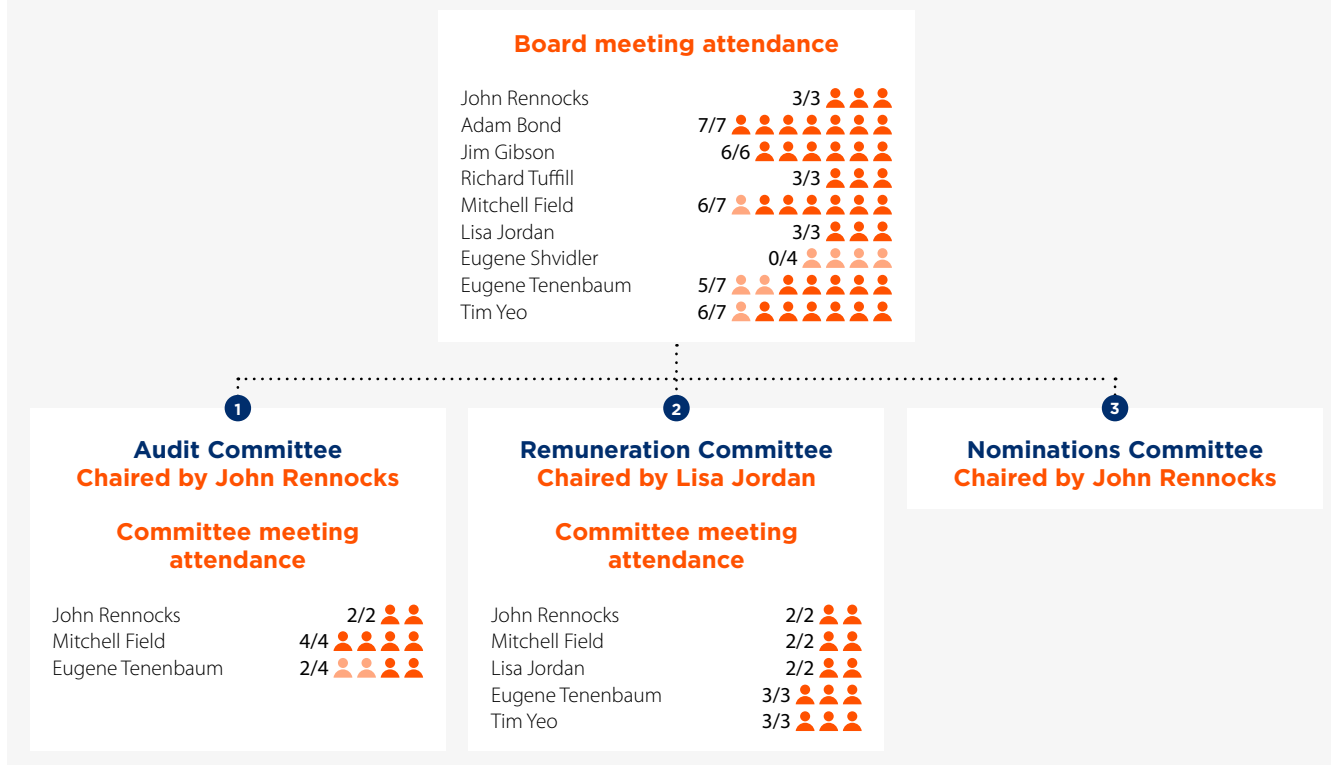 Board meeting attendance
John Rennocks 3/3
Adam Bond 7/7
Jim Gibson 6/6
Richard Tuffill 3/3
Mitchell Field 6/7
Lisa Jordan 3/3
Eugene Shvidler 0/4
Eugene Tenenbaum 5/7
Tim Yeo 6/7
1
Audit Committee
Chaired by John Rennocks
Committee meeting
attendance
John Rennocks 2/2
Mitchell Field 4/4
Eugene Tenenbaum 2/4
2
Remuneration Committee
Chaired by Lisa Jordan
Committee meeting
attendance
John Rennocks 2/2
Mitchell Field 2/2
Lisa Jordan 2/2
Eugene Tenenbaum 3/3
Tim Yeo 3/3
3
Nominations Committee
Chaired by John Rennocks